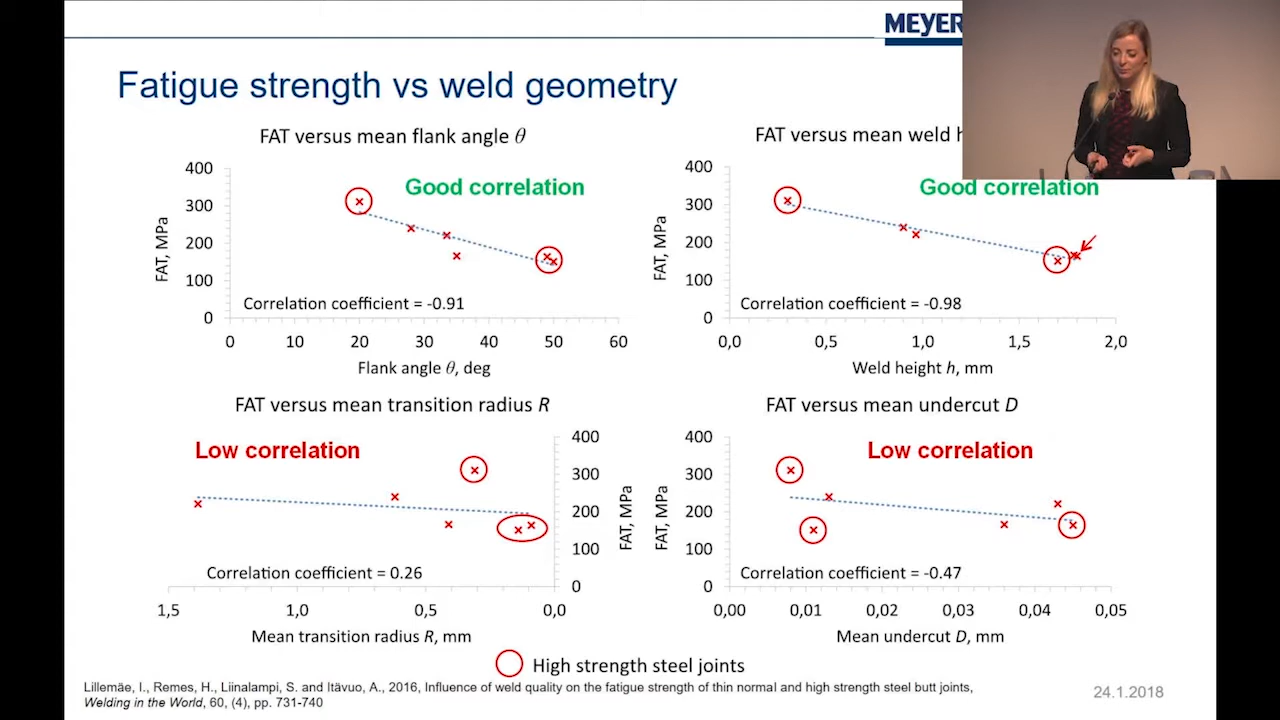 MEYER
Fatigue strength vs weld geometry
FAT versus mean flank angle θ
400
300
200
100
0
FAT, MPa
Good correlation
Correlation coefficient = -0.91
0 10 20 30 40 50 60
Flank angle θ, deg
FAT versus mean weld
400
300
200
100
0
FAT, MPa
Good correlation
Correlation coefficient = -0.98
0,0 0,5 1,0 1,5 2,0
Weld height h, mm
FAT versus mean transition radius R
Low correlation
400
300
200
100
0
FAT, MPa
Correlation coefficient = 0.26
1,5 1,0 0,5 0,0
Mean transition radius R, mm
FAT versus mean undercut D
400
300
200
100
0
FAT, MPa
Low correlation
Correlation coefficient = -0.47
0,00 0,01 0,02 0,03 0,04 0,05
Mean undercut D, mm
High strength steel joints
Lillemäe, I., Remes, H., Liinalampi, S. and Itävuo, A., 2016, Influence of weld quality on the fatigue strength of thin normal and high strength steel butt joints,
Welding in the World, 60, (4), pp. 731-740
24.1.2018